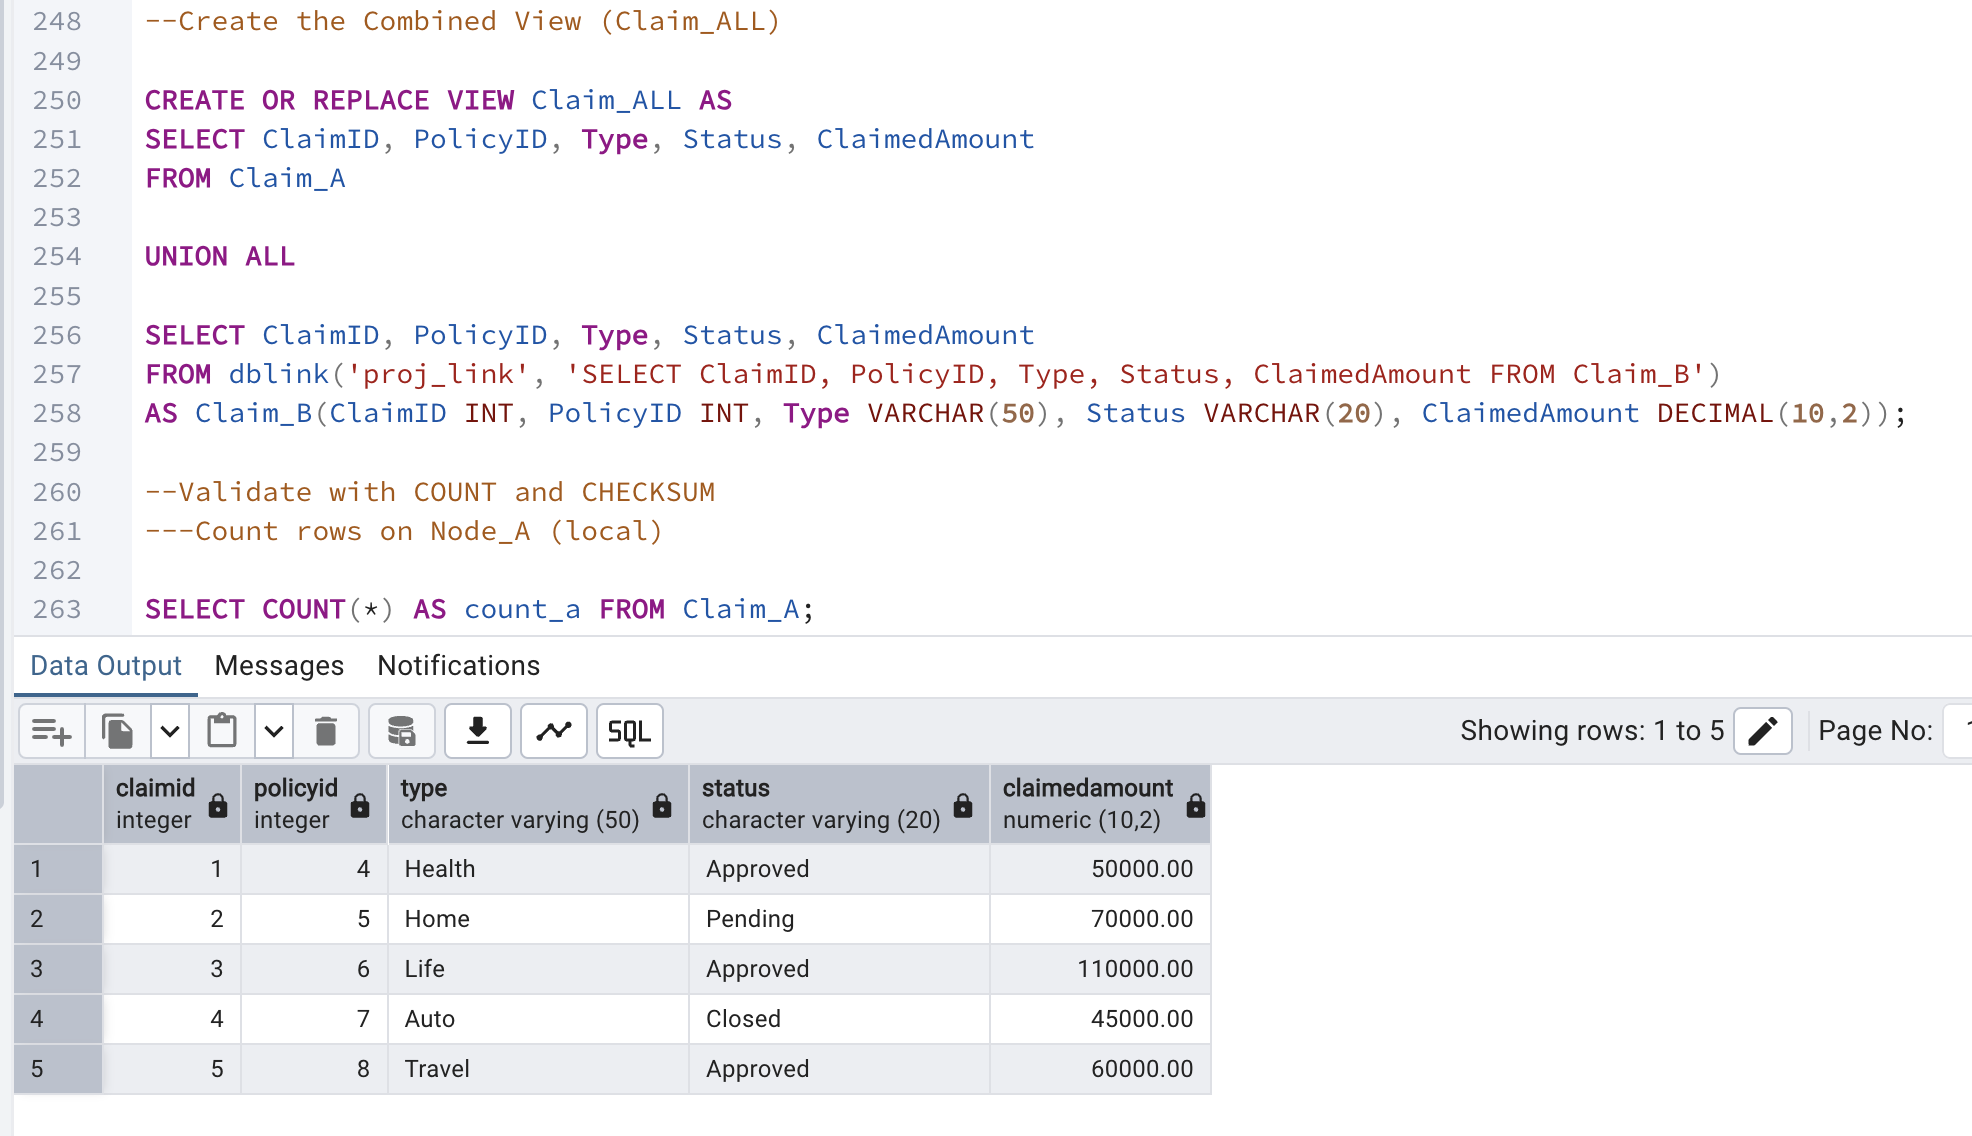 248 --Create the Combined View (Claim_ALL)
249
250 CREATE OR REPLACE VIEW Claim_ALL AS
251 SELECT ClaimID, PolicyID, Type, Status, ClaimedAmount
252 FROM Claim_A
253
254 UNION ALL
255
256 SELECT ClaimID, PolicyID, Type, Status, ClaimedAmount
257 FROM dblink('proj_link', 'SELECT ClaimID, PolicyID, Type, Status, ClaimedAmount FROM Claim_B')
258 AS Claim_B(ClaimID INT, PolicyID INT, Type VARCHAR(50), Status VARCHAR(20), ClaimedAmount DECIMAL(10,2));
259
260 --Validate with COUNT and CHECKSUM
261 ---Count rows on Node_A (local)
262
263 SELECT COUNT(*) AS count_a FROM Claim_A;
Data Output Messages Notifications
SQL Showing rows: 1 to 5 Page No:
claimid policyid type status claimedamount
integer integer character varying (50) character varying (20) numeric (10,2)
1 1 4 Health Approved 50000.00
2 2 5 Home Pending 70000.00
3 3 6 Life Approved 110000.00
4 4 7 Auto Closed 45000.00
5 5 8 Travel Approved 60000.00